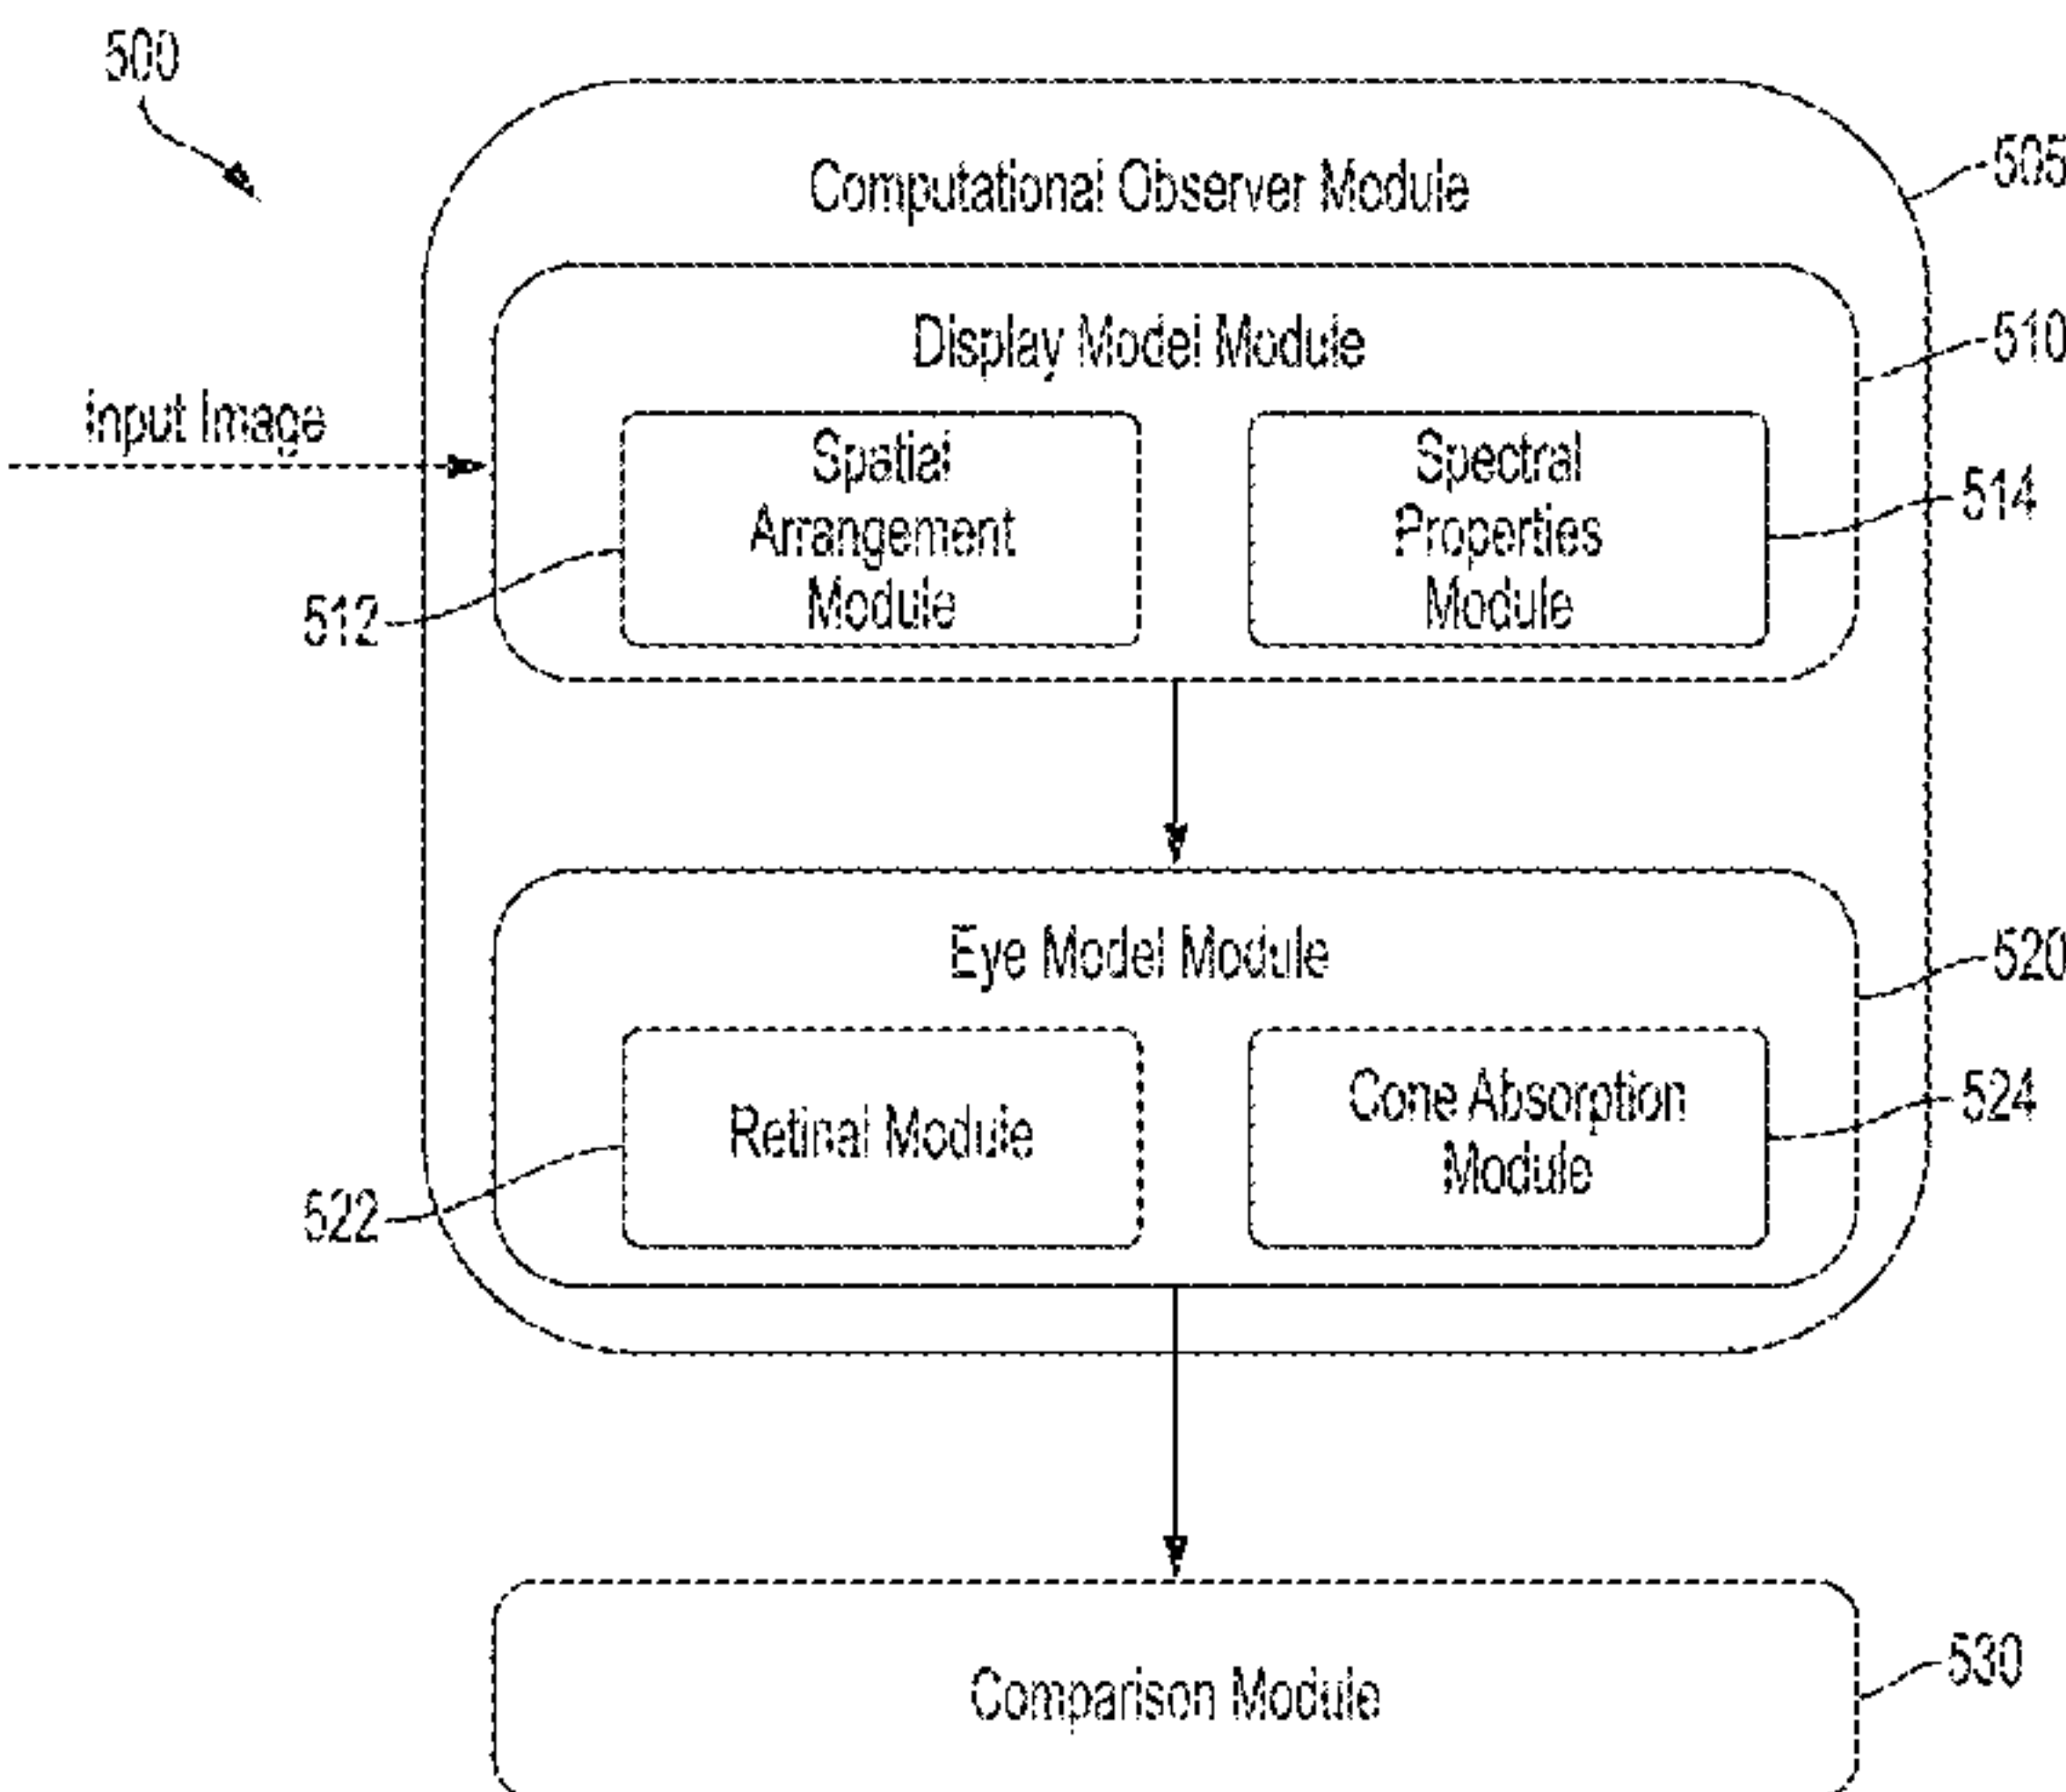 500
Computational Observer Module
505
Display Model Module
510
Input Image
Spatial
Arrangement
Module
Spectral
Properties
Module
514
512
Eye Model Module
520
Retinal Module
Cone Absorption
Module
524
522
Comparison Module
530